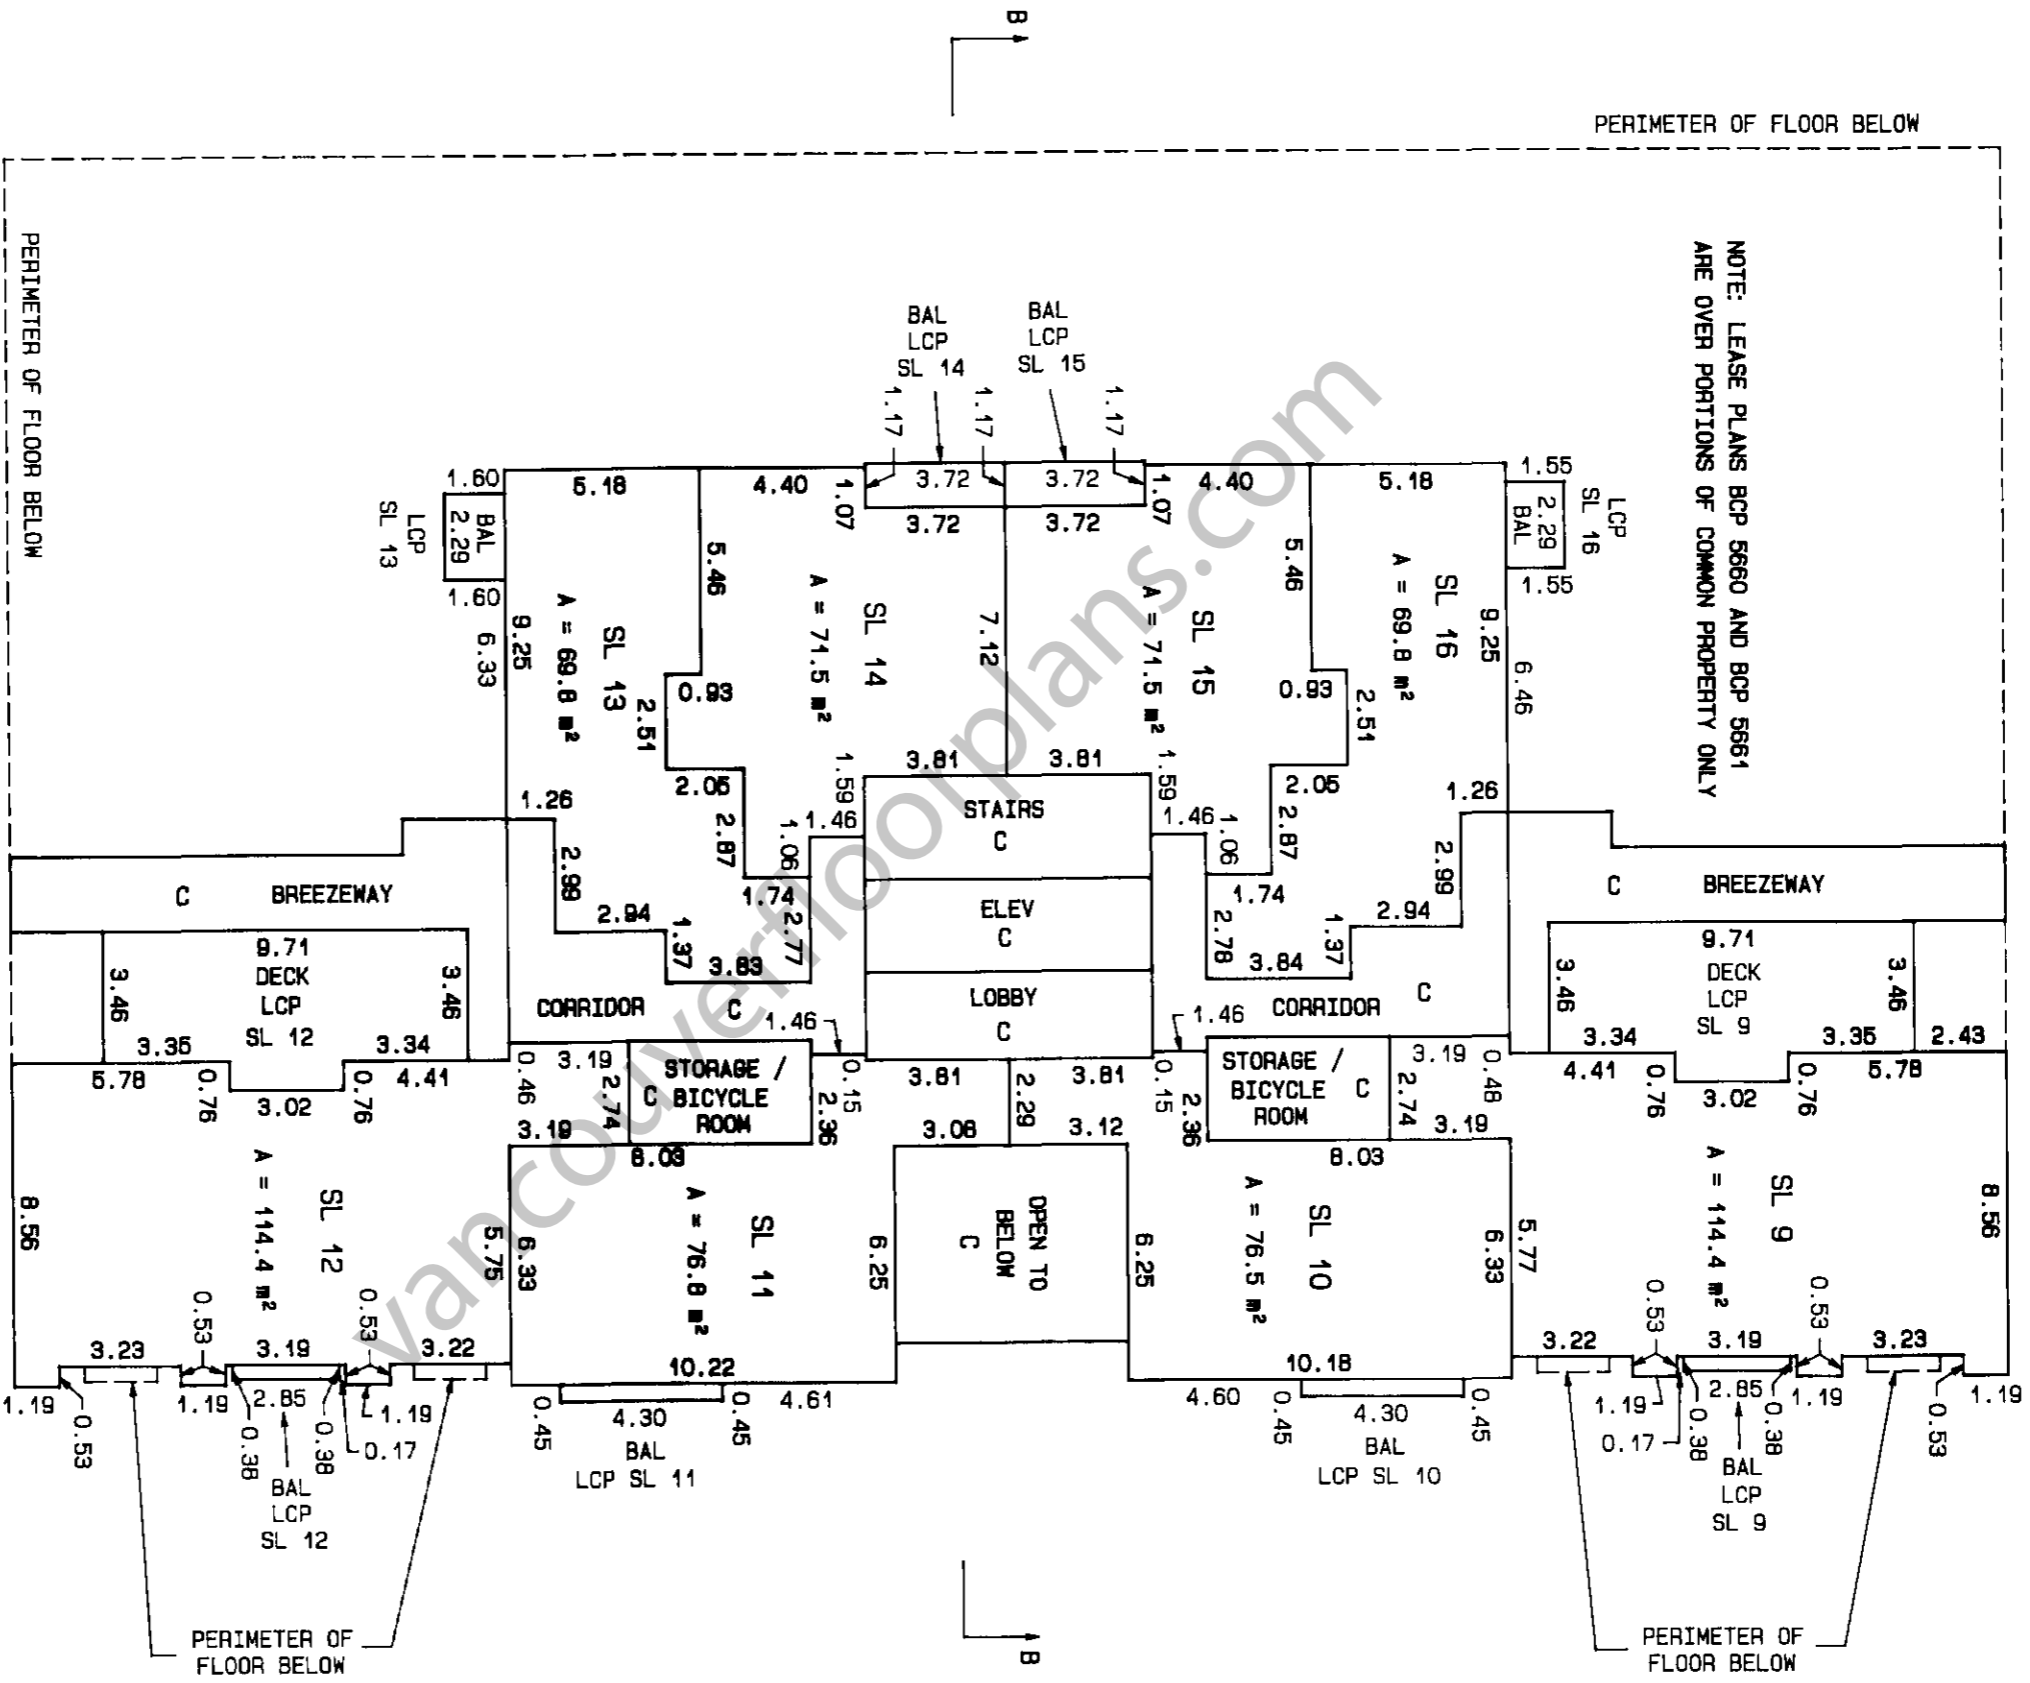 B
PERIMETER OF FLOOR BELOW
PERIMETER OF FLOOR BELOW
NOTE: LEASE PLANS BCP 5660 AND BCP 5661
ARE OVER PORTIONS OF COMMON PROPERTY ONLY
BAL
LCP
SL 14
BAL
LCP
SL 15
1.17
1.17
1.17
1.60
5.18
4.40
1.07
3.72
3.72
1.07
4.40
5.18
1.55
LCP
SL 13
BAL
2.29
3.72
3.72
2.29
BAL
LCP
SL 16
1.60
1.55
6.33
9.25
A = 69.8 m²
SL 13
5.46
0.93
2.51
A = 71.5 m²
SL 14
7.12
A = 71.5 m²
SL 15
5.46
0.93
2.51
A = 69.8 m²
SL 16
9.25
6.46
1.26
2.05
1.59
3.81
3.81
1.59
2.05
1.26
2.99
2.87
1.06
1.46
STAIRS
C
1.46
1.06
2.87
2.99
C BREEZEWAY
2.94
1.74
2.77
ELEV
C
2.78
1.74
2.94
C BREEZEWAY
1.37
3.83
3.84
1.37
9.71
DECK
LCP
SL 12
3.46
3.46
3.35
3.34
CORRIDOR
C
1.46
LOBBY
C
1.46
CORRIDOR
C
9.71
DECK
LCP
SL 9
3.46
3.46
3.34
3.35
2.43
5.78
0.76
3.02
0.76
4.41
0.46
3.19
2.74
STORAGE /
C BICYCLE
ROOM
2.36
0.15
3.81
3.81
2.29
0.15
2.36
STORAGE /
BICYCLE C
ROOM
2.74
3.19
0.48
4.41
0.76
3.02
0.76
5.78
3.19
8.03
3.08
3.12
8.03
3.19
8.56
A = 114.4 m²
SL 12
5.75
6.33
A = 76.8 m²
SL 11
6.25
OPEN TO
BELOW
C
6.25
A = 76.5 m²
SL 10
6.33
5.77
A = 114.4 m²
SL 9
8.56
0.53
0.53
0.53
0.53
3.23
3.19
3.22
10.22
10.18
3.22
3.19
3.23
1.19
0.53
1.19
2.85
0.38
0.38
0.17
1.19
0.45
4.30
0.45
4.61
4.60
0.45
4.30
0.45
1.19
0.17
0.38
2.85
0.38
1.19
0.53
1.19
BAL
LCP
SL 12
BAL
LCP SL 11
BAL
LCP SL 10
BAL
LCP
SL 9
PERIMETER OF
FLOOR BELOW
B
PERIMETER OF
FLOOR BELOW
vancouverfloorplans.com